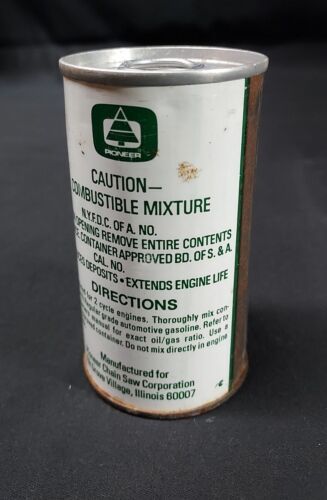 PIONEER
CAUTION—
COMBUSTIBLE MIXTURE
N.Y.F.D.C. OF A. NO.
OPENING REMOVE ENTIRE CONTENTS
CONTAINER APPROVED BD. OF S. & A.
CAL. NO.
DEPOSITS • EXTENDS ENGINE LIFE
DIRECTIONS
for 2 cycle engines. Thoroughly mix con-
regular grade automotive gasoline. Refer to
manual for exact oil/gas ratio. Use a
container. Do not mix directly in engine
Manufactured for
Chain Saw Corporation
Village, Illinois 60007